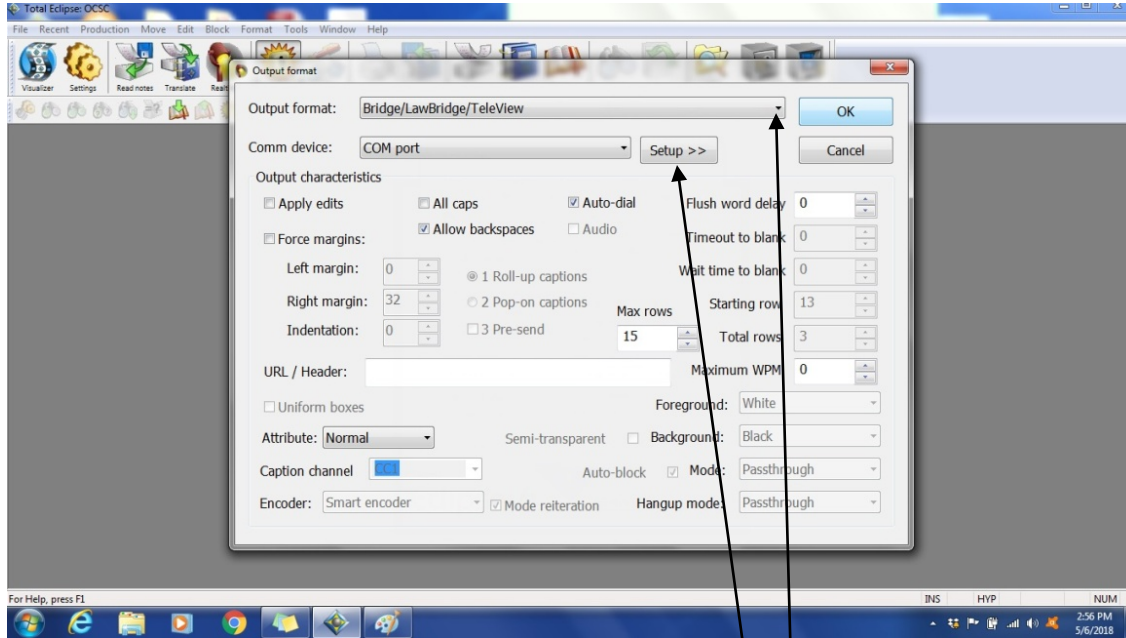 Total Eclipse: OCSC
File Recent Production Move Edit Block Format Tools Window Help
Visualizer Settings Read notes Translate
Output format
Output format: Bridge/LawBridge/TeleView OK
Comm device: COM port Setup >> Cancel
Output characteristics
Apply edits All caps Auto-dial Flush word delay 0
Force margins: Allow backspaces Audio Timeout to blank 0
Left margin: 0 1 Roll-up captions Wait time to blank 0
Right margin: 32 2 Pop-on captions Max rows Starting row 13
Indentation: 0 3 Pre-send 15 Total rows 3
URL / Header: Maximum WPM 0
Uniform boxes Foreground: White
Attribute: Normal Semi-transparent Background: Black
Caption channel CC1 Auto-block Mode: Passthrough
Encoder: Smart encoder Mode reiteration Hangup mode: Passthrough
For Help, press F1 INS HYP NUM
2:56 PM
5/6/2018